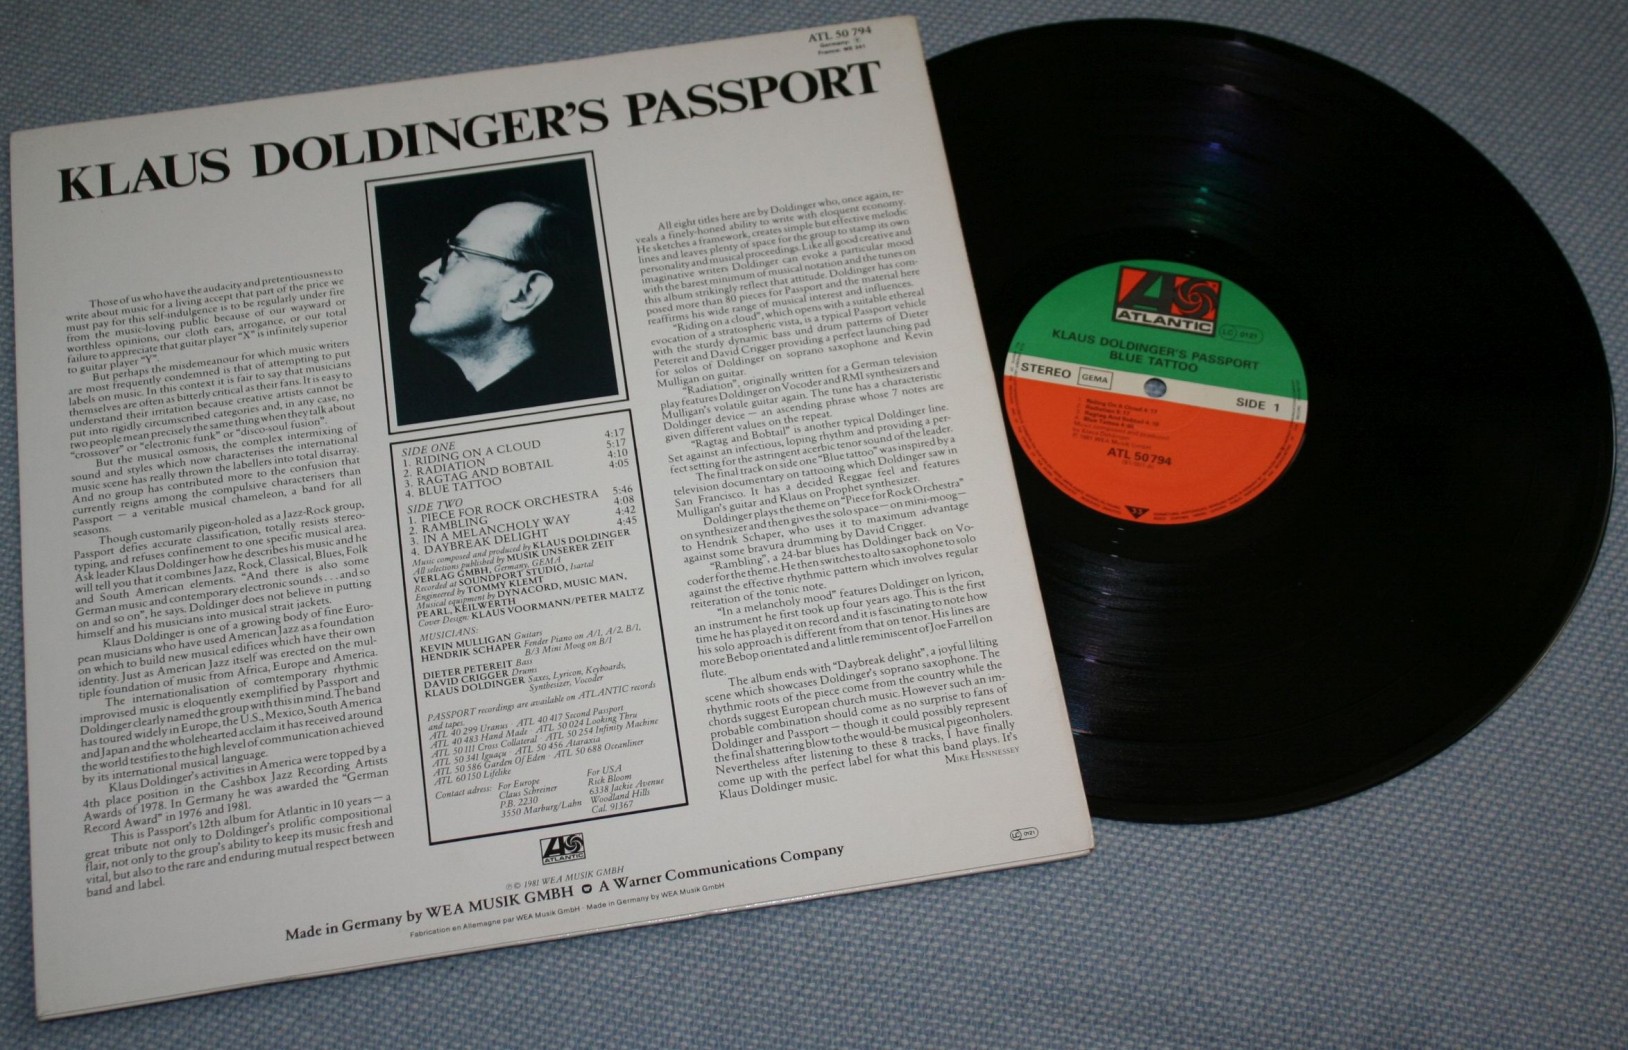 ATL 50 794
KLAUS DOLDINGER'S PASSPORT
Those of us who have the audacity and pretentiousness to
write about music for a living accept that part of the price we
must pay for this self-indulgence is to be regularly under fire
from the music-loving public because of our wayward or
worthless opinions, our cloth ears, arrogance, or our total
failure to appreciate that guitar player "X" is infinitely superior
to guitar player "Y".
But perhaps the misdemeanour for which music writers
are most frequently condemned is that of attempting to put
labels on music. In this context it is fair to say that musicians
themselves are often as bitterly critical as their fans. It is easy to
understand their irritation because creative artists cannot be
put into rigidly circumscribed categories and, in any case, no
two people mean precisely the same thing when they talk about
"crossover" or "electronic funk" or "disco-soul fusion".
But the musical osmosis, the complex intermixing of
sound and styles which now characterises the international
music scene has really thrown the labellers into total disarray.
And no group has contributed more to the confusion that
currently reigns among the compulsive characterisers than
Passport – a veritable musical chameleon, a band for all
seasons.
Though customarily pigeon-holed as a Jazz-Rock group,
Passport defies accurate classification, totally resists stereo-
typing, and refuses confinement to one specific musical area.
Ask leader Klaus Doldinger how he describes his music and he
will tell you that it combines Jazz, Rock, Classical, Blues, Folk
and South American elements. "And there is also some
German music and contemporary electronic sounds . . . and so
on and so on", he says. Doldinger does not believe in putting
himself and his musicians into musical strait jackets.
Klaus Doldinger is one of a growing body of fine Euro-
pean musicians who have used American Jazz as a foundation
on which to build new musical edifices which have their own
identity. Just as American Jazz itself was erected on the mul-
tiple foundation of music from Africa, Europe and America.
The internationalisation of contemporary rhythmic
improvised music is eloquently exemplified by Passport and
Doldinger clearly named the group with this in mind. The band
has toured widely in Europe, the U.S., Mexico, South America
and Japan and the wholehearted acclaim it has received around
the world testifies to the high level of communication achieved
by its international musical language.
Klaus Doldinger's activities in America were topped by a
4th place position in the Cashbox Jazz Recording Artists
Awards of 1978. In Germany he was awarded the "German
Record Award" in 1976 and 1981.
This is Passport's 12th album for Atlantic in 10 years – a
great tribute not only to Doldinger's prolific compositional
flair, not only to the group's ability to keep its music fresh and
vital, but also to the rare and enduring mutual respect between
band and label.
SIDE ONE
1. RIDING ON A CLOUD 4:17
2. RADIATION 5:17
3. RAGTAG AND BOBTAIL 4:10
4. BLUE TATTOO 4:05
SIDE TWO
1. PIECE FOR ROCK ORCHESTRA 5:46
2. RAMBLING 4:08
3. IN A MELANCHOLY WAY 4:42
4. DAYBREAK DELIGHT 4:45
Music composed and produced by KLAUS DOLDINGER
All selections published by MUSIK UNSERER ZEIT
VERLAG GMBH, Germany, GEMA
Recorded at SOUNDPORT STUDIO, Isartal
Engineered by TOMMY KLEMT
Musical equipment by DYNACORD, MUSIC MAN,
PEARL, KEILWERTH
Cover Design: KLAUS VOORMANN/PETER MALTZ
MUSICIANS:
KEVIN MULLIGAN Guitars
HENDRIK SCHAPER Fender Piano on A/1, A/2, B/1,
B/3 Mini Moog on B/1
DIETER PETEREIT Bass
DAVID CRIGGER Drums
KLAUS DOLDINGER Saxes, Lyricon, Keyboards,
Synthesizer, Vocoder
PASSPORT recordings are available on ATLANTIC records
and tapes.
ATL 40 299 Uranus · ATL 40 417 Second Passport
ATL 40 483 Hand Made · ATL 50 024 Looking Thru
ATL 50 111 Cross Collateral · ATL 50 254 Infinity Machine
ATL 50 341 Iguaçu · ATL 50 456 Ataraxia
ATL 50 586 Garden Of Eden · ATL 50 688 Oceanliner
ATL 60 150 Lifelike
Contact adress: For Europe For USA
Claus Schreiner Rick Bloom
P.B. 2230 6338 Jackie Avenue
3550 Marburg/Lahn Woodland Hills
Cal. 91367
All eight titles here are by Doldinger who, once again, re-
veals a finely-honed ability to write with eloquent economy.
He sketches a framework, creates simple but effective melodic
lines and leaves plenty of space for the group to stamp its own
personality and musical proceedings. Like all good creative and
imaginative writers Doldinger can evoke a particular mood
with the barest minimum of musical notation and the tunes on
this album strikingly reflect that attitude. Doldinger has com-
posed more than 80 pieces for Passport and the material here
reaffirms his wide range of musical interest and influences.
"Riding on a cloud", which opens with a suitable ethereal
evocation of a stratospheric vista, is a typical Passport vehicle
with the sturdy dynamic bass und drum patterns of Dieter
Petereit and David Crigger providing a perfect launching pad
for solos of Doldinger on soprano saxophone and Kevin
Mulligan on guitar.
"Radiation", originally written for a German television
play features Doldinger on Vocoder and RMI synthesizers and
Mulligan's volatile guitar again. The tune has a characteristic
Doldinger device – an ascending phrase whose 7 notes are
given different values on the repeat.
"Ragtag and Bobtail" is another typical Doldinger line.
Set against an infectious, loping rhythm and providing a per-
fect setting for the astringent acerbic tenor sound of the leader.
The final track on side one "Blue tattoo" was inspired by a
television documentary on tattooing which Doldinger saw in
San Francisco. It has a decided Reggae feel and features
Mulligan's guitar and Klaus on Prophet synthesizer.
Doldinger plays the theme on "Piece for Rock Orchestra"
on synthesizer and then gives the solo space – on mini-moog –
to Hendrik Schaper, who uses it to maximum advantage
against some bravura drumming by David Crigger.
"Rambling", a 24-bar blues has Doldinger back on Vo-
coder for the theme. He then switches to alto saxophone to solo
against the effective rhythmic pattern which involves regular
reiteration of the tonic note.
"In a melancholy mood" features Doldinger on lyricon,
an instrument he first took up four years ago. This is the first
time he has played it on record and it is fascinating to note how
his solo approach is different from that on tenor. His lines are
more Bebop orientated and a little reminiscent of Joe Farrell on
flute.
The album ends with "Daybreak delight", a joyful lilting
scene which showcases Doldinger's soprano saxophone. The
rhythmic roots of the piece come from the country while the
chords suggest European church music. However such an im-
probable combination should come as no surprise to fans of
Doldinger and Passport – though it could possibly represent
the final shattering blow to the would-be musical pigeonholers.
Nevertheless after listening to these 8 tracks, I have finally
come up with the perfect label for what this band plays. It's
Klaus Doldinger music.
MIKE HENNESSEY
ATLANTIC
℗© 1981 WEA MUSIK GMBH
Made in Germany by WEA MUSIK GMBH A Warner Communications Company
Fabrication en Allemagne par WEA Musik GmbH · Made in Germany by WEA Musik GmbH
LC 0121
ATLANTIC
LC 0121
KLAUS DOLDINGER'S PASSPORT
BLUE TATTOO
STEREO GEMA
SIDE 1
Riding On A Cloud 4:17
Radiation 5:17
Ragtag And Bobtail 4:10
Blue Tattoo 4:05
ATL 50794